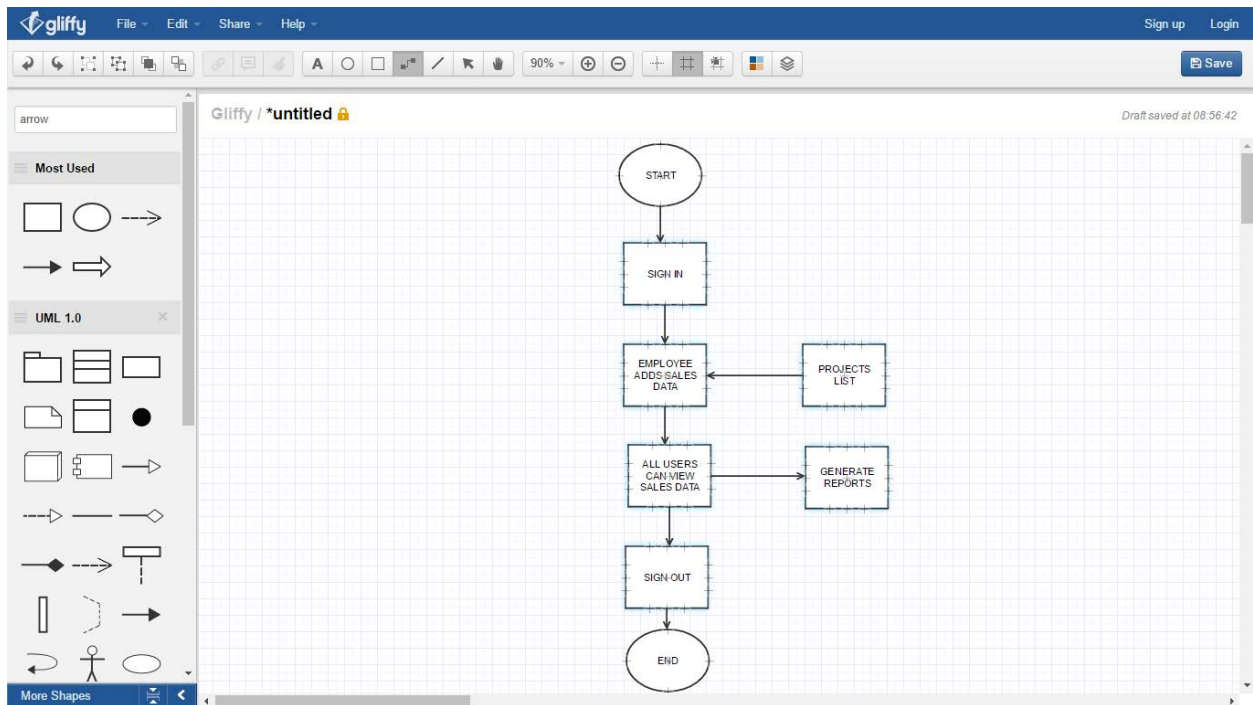 gliffy File Edit Share Help Sign up Login
A 90% Save
arrow
Gliffy / *untitled
Draft saved at 08:56:42
Most Used
UML 1.0
More Shapes
START
SIGN IN
EMPLOYEE
ADDS SALES
DATA
PROJECTS
LIST
ALL USERS
CAN VIEW
SALES DATA
GENERATE
REPORTS
SIGN OUT
END